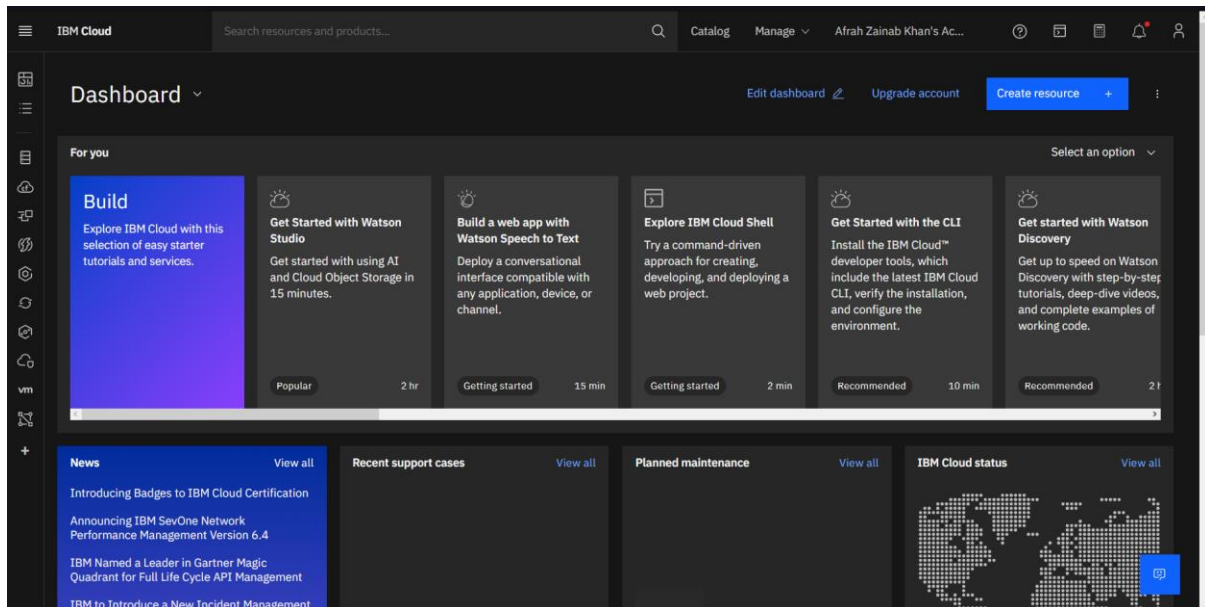 IBM Cloud
Search resources and products...
Catalog
Manage
Afrah Zainab Khan's Ac...
Dashboard
Edit dashboard
Upgrade account
Create resource +
For you
Select an option
Build
Explore IBM Cloud with this
selection of easy starter
tutorials and services.
Get Started with Watson
Studio
Get started with using AI
and Cloud Object Storage in
15 minutes.
Popular
2 hr
Build a web app with
Watson Speech to Text
Deploy a conversational
interface compatible with
any application, device, or
channel.
Getting started
15 min
Explore IBM Cloud Shell
Try a command-driven
approach for creating,
developing, and deploying a
web project.
Getting started
2 min
Get Started with the CLI
Install the IBM Cloud™
developer tools, which
include the latest IBM Cloud
CLI, verify the installation,
and configure the
environment.
Recommended
10 min
Get started with Watson
Discovery
Get up to speed on Watson
Discovery with step-by-step
tutorials, deep-dive videos,
and complete examples of
working code.
Recommended
2 h
vm
News
View all
Introducing Badges to IBM Cloud Certification
Announcing IBM SevOne Network
Performance Management Version 6.4
IBM Named a Leader in Gartner Magic
Quadrant for Full Life Cycle API Management
IBM to Introduce a New Incident Management
Recent support cases
View all
Planned maintenance
View all
IBM Cloud status
View all